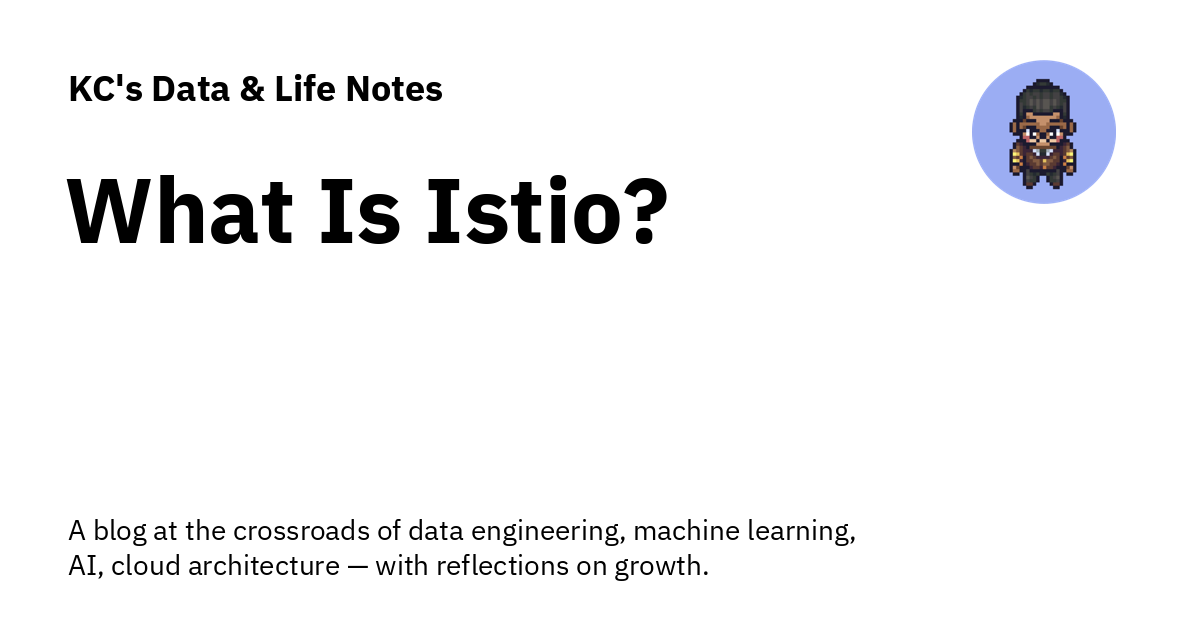 KC's Data & Life Notes
What Is Istio?
A blog at the crossroads of data engineering, machine learning,
AI, cloud architecture — with reflections on growth.